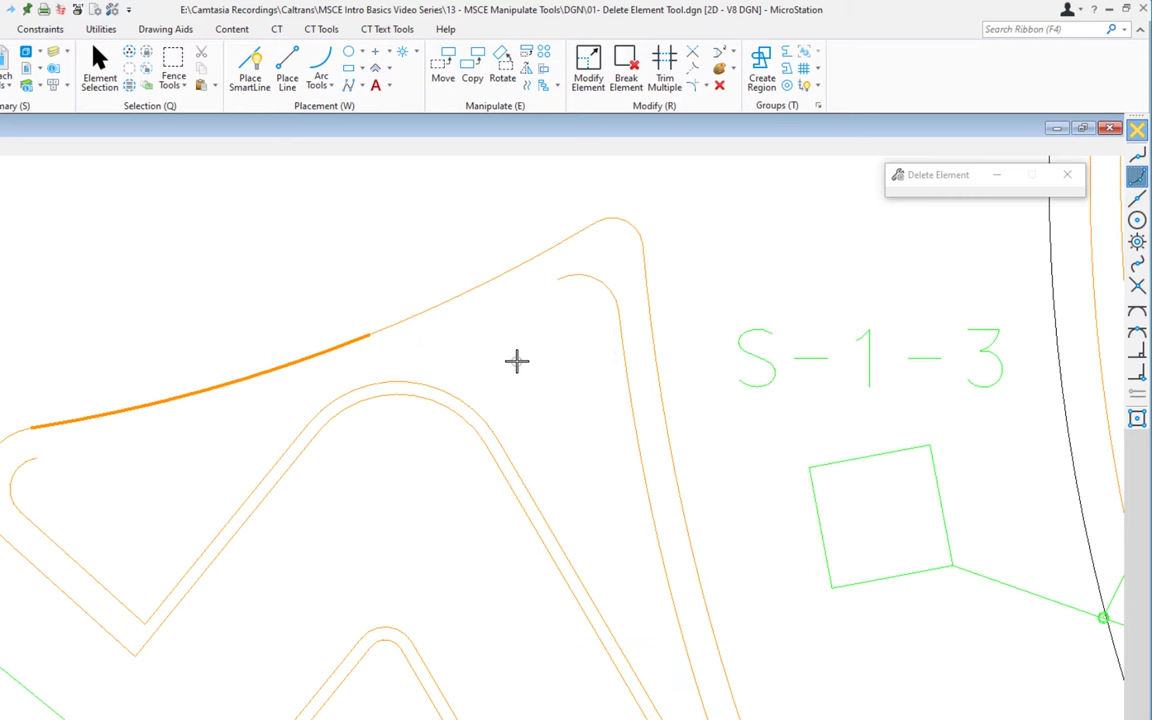 E:\Camtasia Recordings\Caltrans\MSCE Intro Basics Video Series\13 - MSCE Manipulate Tools\DGN\01- Delete Element Tool.dgn [2D - V8 DGN] - MicroStation
Constraints Utilities Drawing Aids Content CT CT Tools CT Text Tools Help Search Ribbon (F4)
Element Selection
Fence Tools
Place SmartLine
Place Line
Arc Tools
Move
Copy
Rotate
Modify Element
Break Element
Trim Multiple
Create Region
mary (S) Selection (Q) Placement (W) Manipulate (E) Modify (R) Groups (T)
Delete Element
S-1-3